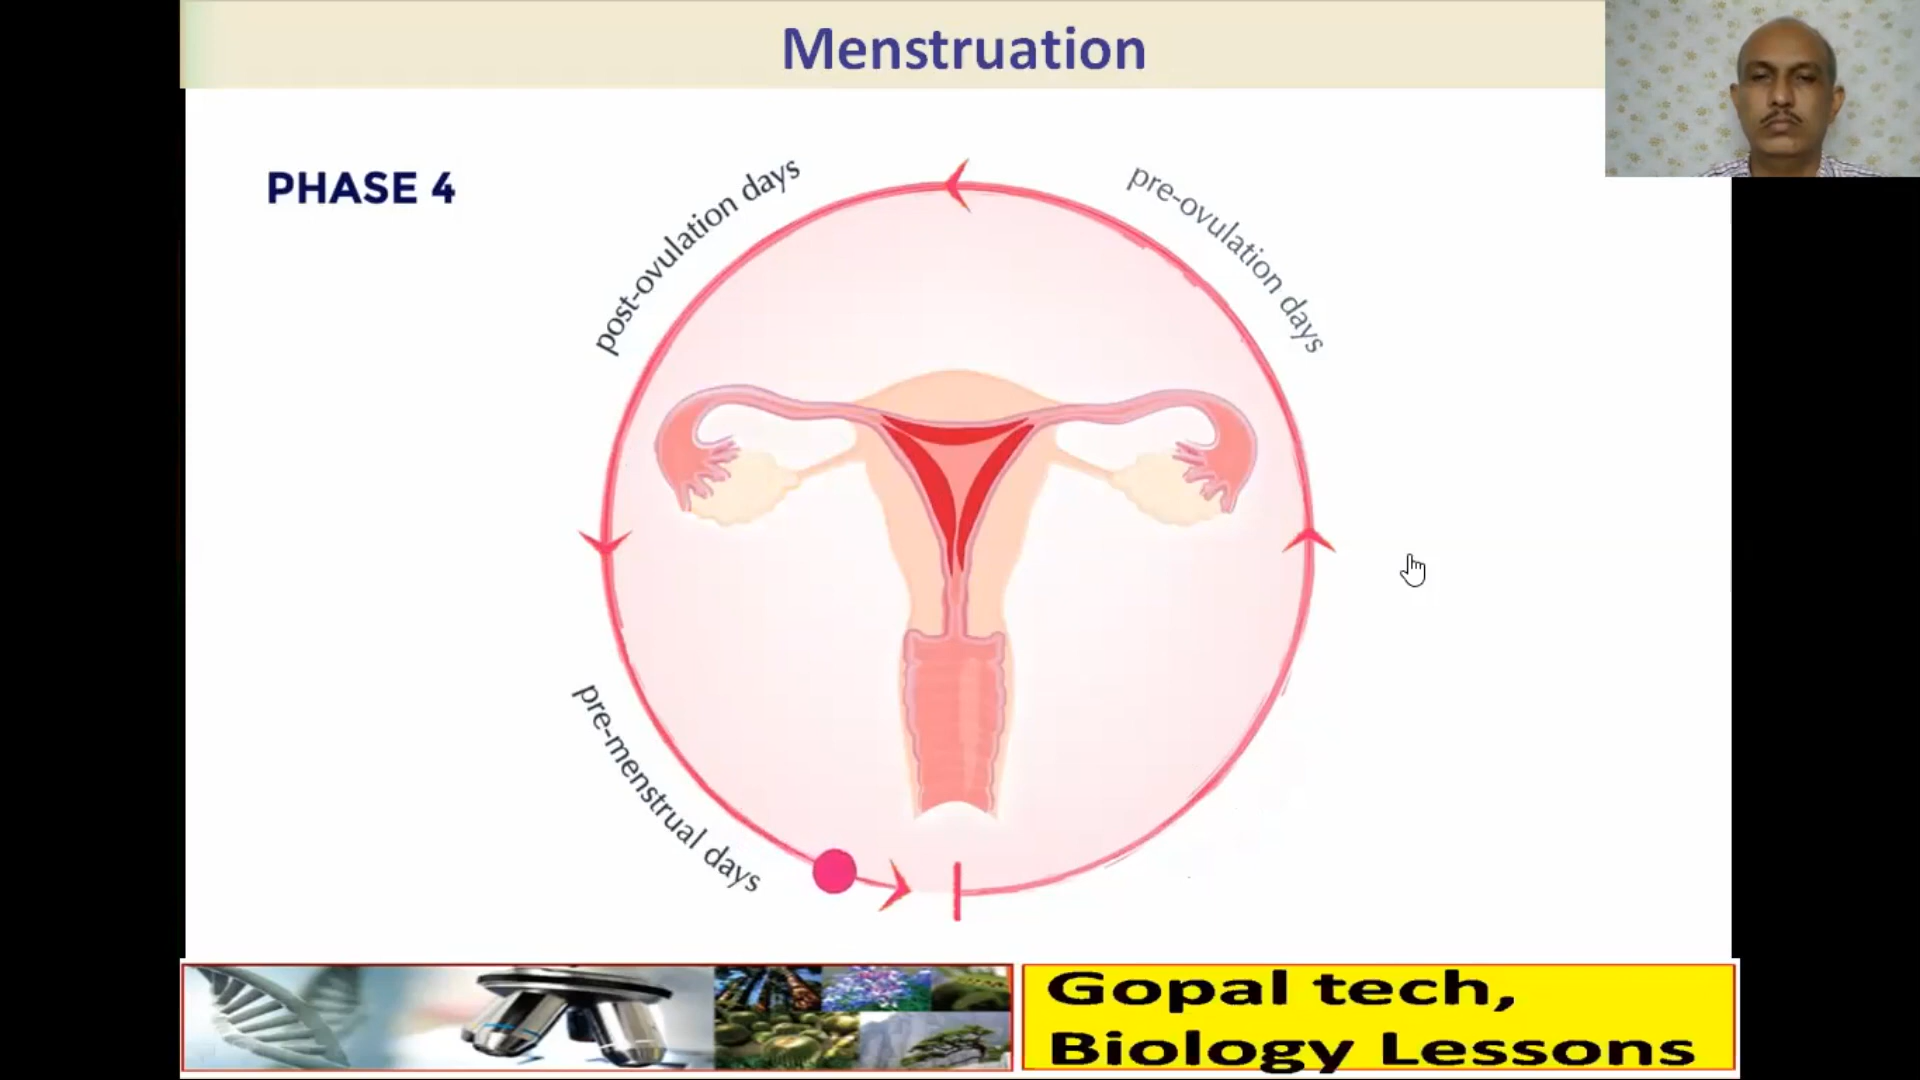 Menstruation
PHASE 4
post-ovulation days
pre-ovulation days
pre-menstrual days
Gopal tech,
Biology Lessons